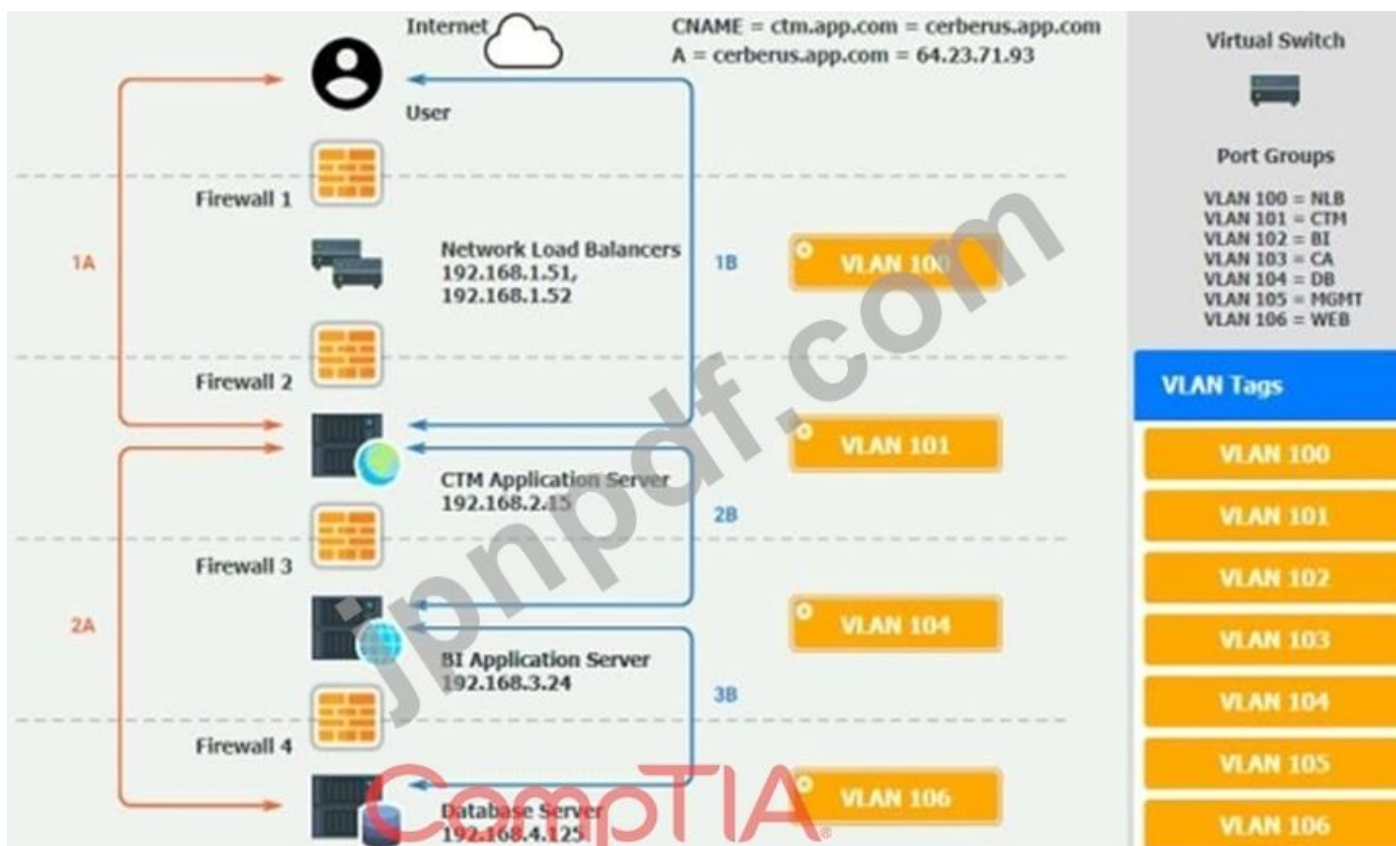 Internet
CNAME = ctm.app.com = cerberus.app.com
A = cerberus.app.com = 64.23.71.93
User
Firewall 1
1A
Network Load Balancers
192.168.1.51,
192.168.1.52
1B
VLAN 100
Firewall 2
VLAN 101
CTM Application Server
192.168.2.15
2B
Firewall 3
2A
VLAN 104
BI Application Server
192.168.3.24
3B
Firewall 4
VLAN 106
Database Server
192.168.4.125
Virtual Switch
Port Groups
VLAN 100 = NLB
VLAN 101 = CTM
VLAN 102 = BI
VLAN 103 = CA
VLAN 104 = DB
VLAN 105 = MGMT
VLAN 106 = WEB
VLAN Tags
VLAN 100
VLAN 101
VLAN 102
VLAN 103
VLAN 104
VLAN 105
VLAN 106
jpnpdf.com
CompTIA®